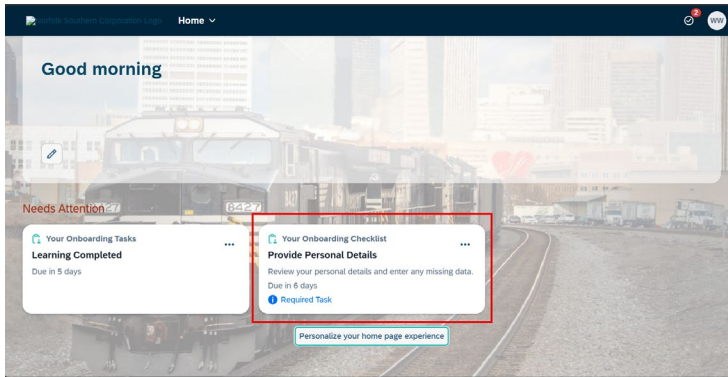 Norfolk Southern Corporation Logo
Home
2
WW
Good morning
Needs Attention
8427
8427
Your Onboarding Tasks
Learning Completed
Due in 5 days
Your Onboarding Checklist
Provide Personal Details
Review your personal details and enter any missing data.
Due in 6 days
Required Task
Personalize your home page experience